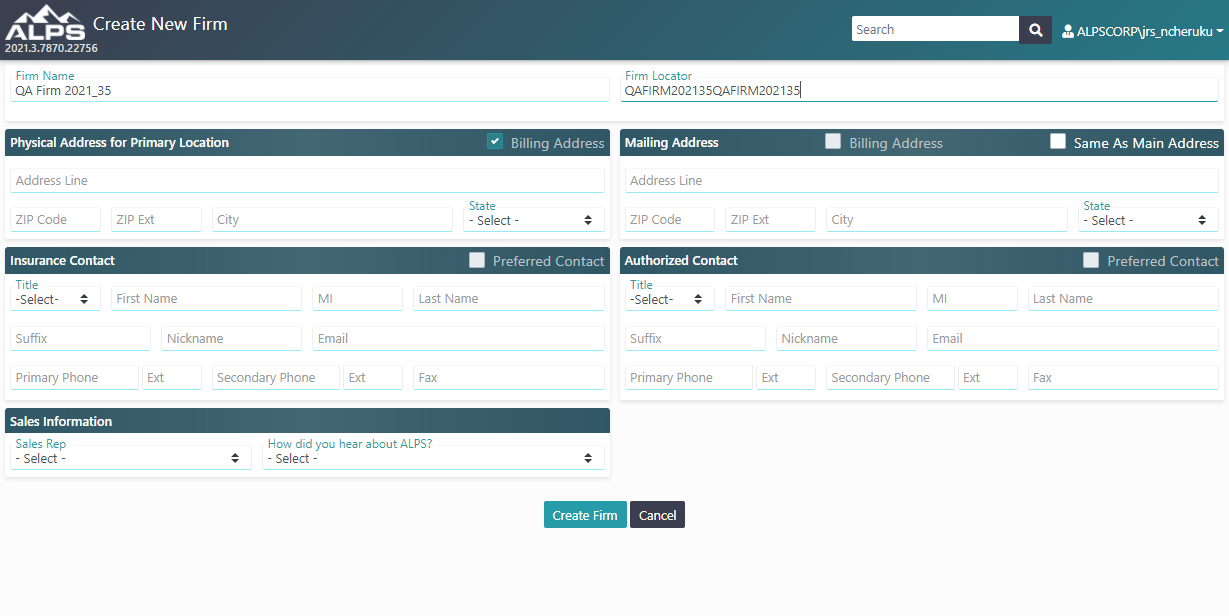 ALPS Create New Firm
2021.3.7870.22756
Search
ALPSCORP\jrs_ncheruku
Firm Name
QA Firm 2021_35
Firm Locator
QAFIRM202135QAFIRM202135
Physical Address for Primary Location Billing Address
Address Line
ZIP Code ZIP Ext City State
- Select -
Mailing Address Billing Address Same As Main Address
Address Line
ZIP Code ZIP Ext City State
- Select -
Insurance Contact Preferred Contact
Title
-Select- First Name MI Last Name
Suffix Nickname Email
Primary Phone Ext Secondary Phone Ext Fax
Authorized Contact Preferred Contact
Title
-Select- First Name MI Last Name
Suffix Nickname Email
Primary Phone Ext Secondary Phone Ext Fax
Sales Information
Sales Rep How did you hear about ALPS?
- Select - - Select -
Create Firm Cancel